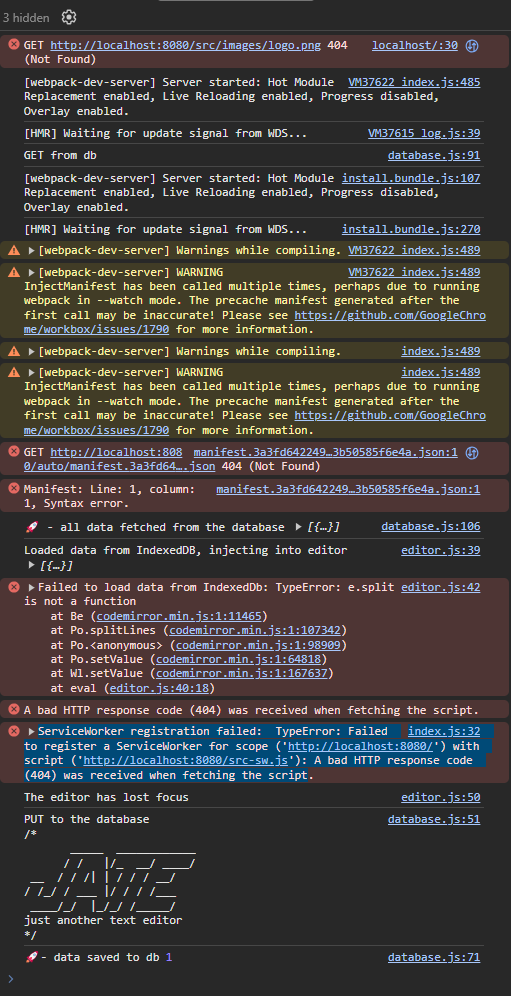 3 hidden
GET http://localhost:8080/src/images/logo.png 404 localhost/:30
(Not Found)
[webpack-dev-server] Server started: Hot Module VM37622 index.js:485
Replacement enabled, Live Reloading enabled, Progress disabled,
Overlay enabled.
[HMR] Waiting for update signal from WDS... VM37615 log.js:39
GET from db database.js:91
[webpack-dev-server] Server started: Hot Module install.bundle.js:107
Replacement enabled, Live Reloading enabled, Progress disabled,
Overlay enabled.
[HMR] Waiting for update signal from WDS... install.bundle.js:270
[webpack-dev-server] Warnings while compiling. VM37622 index.js:489
[webpack-dev-server] WARNING VM37622 index.js:489
InjectManifest has been called multiple times, perhaps due to running
webpack in --watch mode. The precache manifest generated after the
first call may be inaccurate! Please see https://github.com/GoogleChro
me/workbox/issues/1790 for more information.
[webpack-dev-server] Warnings while compiling. index.js:489
[webpack-dev-server] WARNING index.js:489
InjectManifest has been called multiple times, perhaps due to running
webpack in --watch mode. The precache manifest generated after the
first call may be inaccurate! Please see https://github.com/GoogleChro
me/workbox/issues/1790 for more information.
GET http://localhost:808 manifest.3a3fd642249…3b50585f6e4a.json:1
0/auto/manifest.3a3fd64….json 404 (Not Found)
Manifest: Line: 1, column: manifest.3a3fd642249…3b50585f6e4a.json:1
1, Syntax error.
🚀 - all data fetched from the database ▶ [{…}] database.js:106
Loaded data from IndexedDB, injecting into editor editor.js:39
▶ [{…}]
Failed to load data from IndexedDb: TypeError: e.split editor.js:42
is not a function
at Be (codemirror.min.js:1:11465)
at Po.splitLines (codemirror.min.js:1:107342)
at Po.<anonymous> (codemirror.min.js:1:98909)
at Po.setValue (codemirror.min.js:1:64818)
at Wl.setValue (codemirror.min.js:1:167637)
at eval (editor.js:40:18)
A bad HTTP response code (404) was received when fetching the script.
ServiceWorker registration failed: TypeError: Failed index.js:32
to register a ServiceWorker for scope ('http://localhost:8080/') with
script ('http://localhost:8080/src-sw.js'): A bad HTTP response code
(404) was received when fetching the script.
The editor has lost focus editor.js:50
PUT to the database database.js:51
/*
JATE
just another text editor
*/
🚀 - data saved to db 1 database.js:71